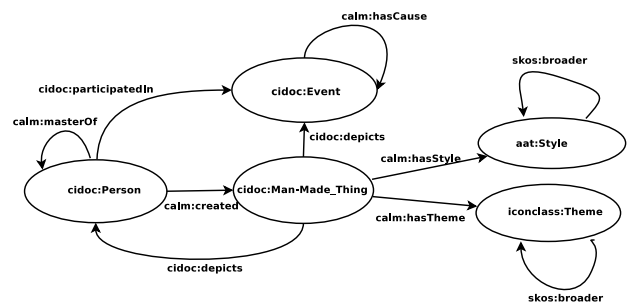 calm:hasCause
skos:broader
cidoc:participatedIn
cidoc:Event
calm:masterOf
cidoc:depicts
aat:Style
calm:hasStyle
cidoc:Person
cidoc:Man-Made_Thing
calm:created
calm:hasTheme
iconclass:Theme
cidoc:depicts
skos:broader